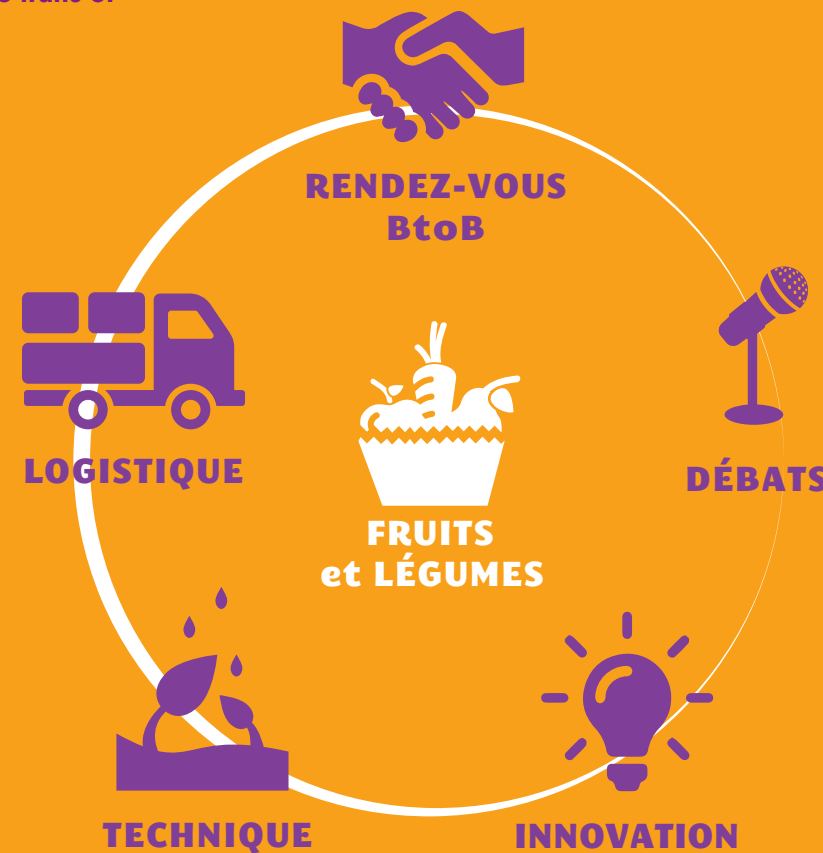 RENDEZ-VOUS
BtoB
LOGISTIQUE
DÉBATS
FRUITS
et LÉGUMES
TECHNIQUE
INNOVATION